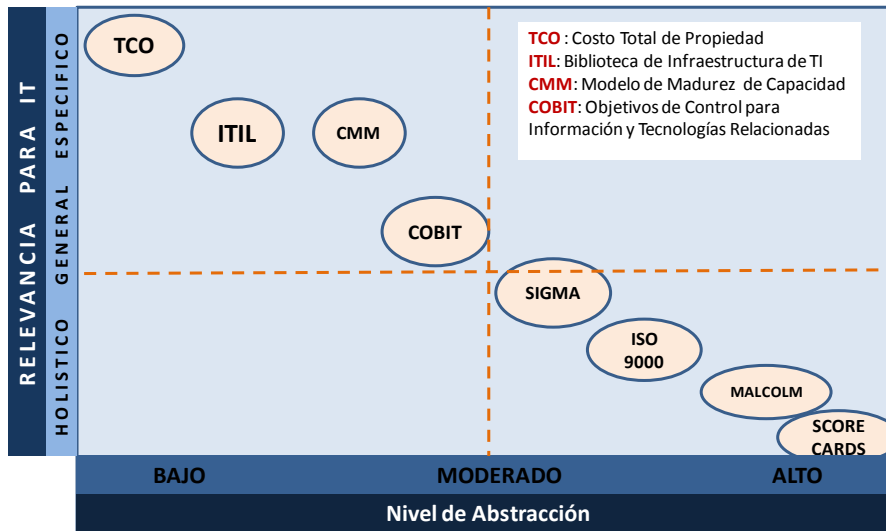 RELEVANCIA PARA IT
HOLISTICO GENERAL ESPECIFICO
TCO
ITIL
CMM
COBIT
SIGMA
ISO
9000
MALCOLM
SCORE
CARDS
TCO : Costo Total de Propiedad
ITIL: Biblioteca de Infraestructura de TI
CMM: Modelo de Madurez de Capacidad
COBIT: Objetivos de Control para
Información y Tecnologías Relacionadas
BAJO MODERADO ALTO
Nivel de Abstracción